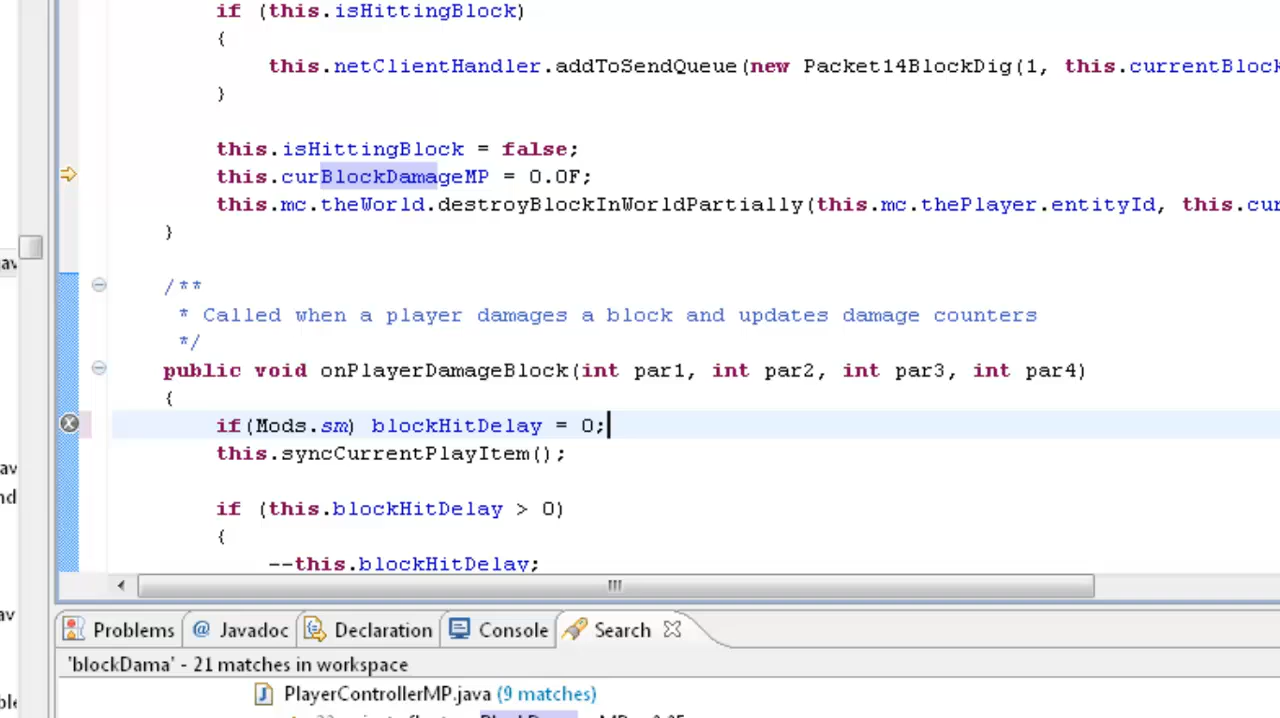 if (this.isHittingBlock)
{
this.netClientHandler.addToSendQueue(new Packet14BlockDig(1, this.currentBlock
}
this.isHittingBlock = false;
this.curBlockDamageMP = 0.0F;
this.mc.theWorld.destroyBlockInWorldPartially(this.mc.thePlayer.entityId, this.cur
}
/**
* Called when a player damages a block and updates damage counters
*/
public void onPlayerDamageBlock(int par1, int par2, int par3, int par4)
{
if(Mods.sm) blockHitDelay = 0;
this.syncCurrentPlayItem();
if (this.blockHitDelay > 0)
{
--this.blockHitDelay;
Problems @ Javadoc Declaration Console Search
'blockDama' - 21 matches in workspace
PlayerControllerMP.java (9 matches)